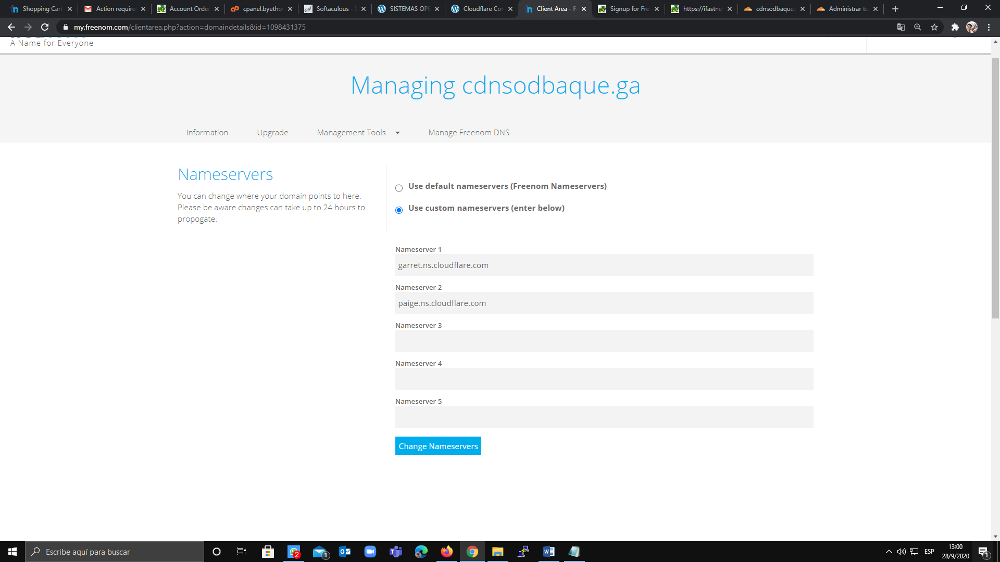 Shopping Cart
Action require
Account Order
cpanel.byetho
Softaculous - S
SISTEMAS OPE
Cloudflare Cor
Client Area - F
Signup for Fre
https://ifastne
cdnsodbaque.
Administrar to
my.freenom.com/clientarea.php?action=domaindetails&id=1098431375
A Name for Everyone
Managing cdnsodbaque.ga
Information
Upgrade
Management Tools
Manage Freenom DNS
Nameservers
You can change where your domain points to here.
Please be aware changes can take up to 24 hours to
propogate.
Use default nameservers (Freenom Nameservers)
Use custom nameservers (enter below)
Nameserver 1
garret.ns.cloudflare.com
Nameserver 2
paige.ns.cloudflare.com
Nameserver 3
Nameserver 4
Nameserver 5
Change Nameservers
Escribe aquí para buscar
2
1
ESP
13:00
28/9/2020
1